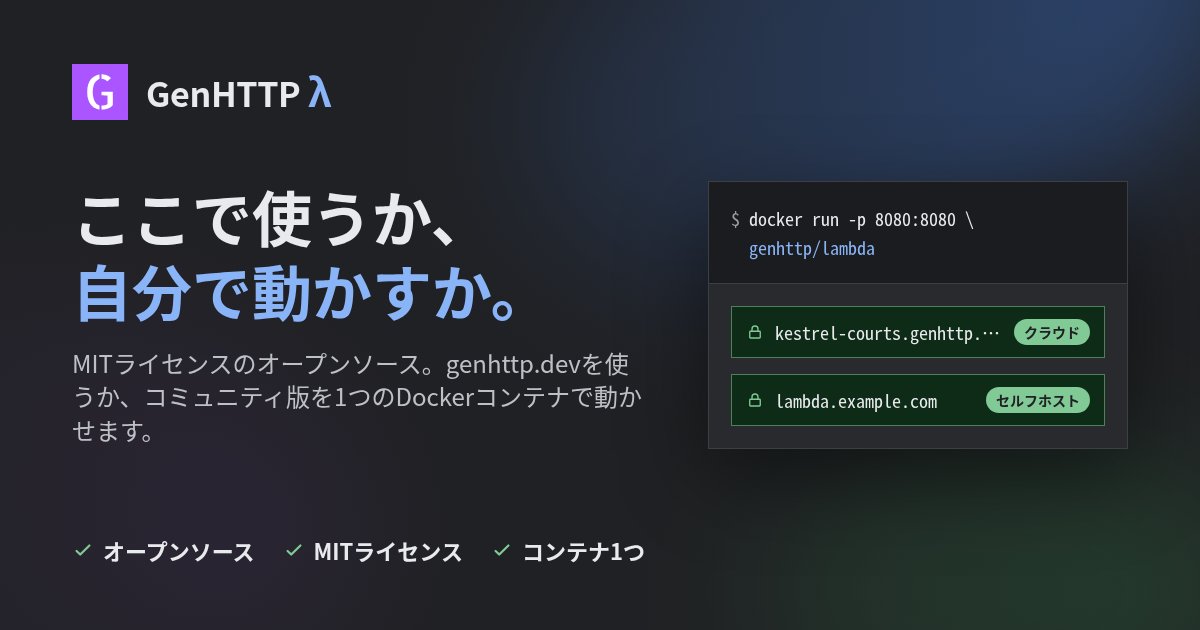 G GenHTTP λ
ここで使うか、
自分で動かすか。
MITライセンスのオープンソース。genhttp.devを使
うか、コミュニティ版を1つのDockerコンテナで動か
せます。
$ docker run -p 8080:8080 \
genhttp/lambda
kestrel-courts.genhttp.… クラウド
lambda.example.com セルフホスト
オープンソース MITライセンス コンテナ1つ